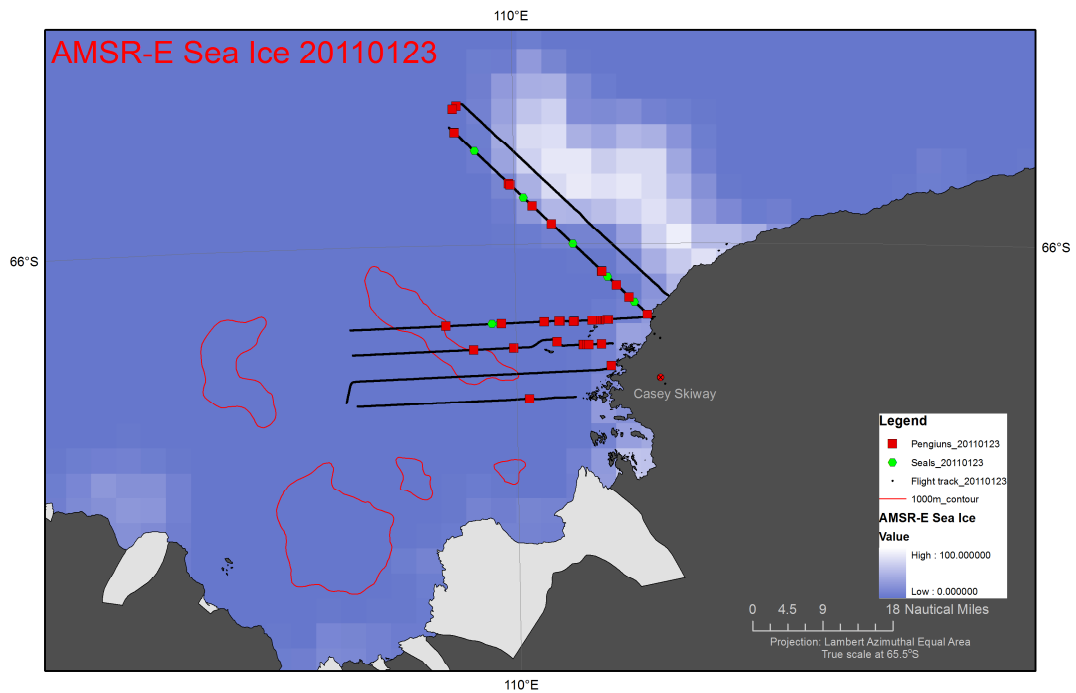 110°E
AMSR-E Sea Ice 20110123
66°S
66°S
Casey Skiway
Legend
Pengiuns_20110123
Seals_20110123
Flight track_20110123
1000m_contour
AMSR-E Sea Ice
Value
High : 100.000000
Low : 0.000000
0 4.5 9 18 Nautical Miles
Projection: Lambert Azimuthal Equal Area
True scale at 65.5°S
110°E